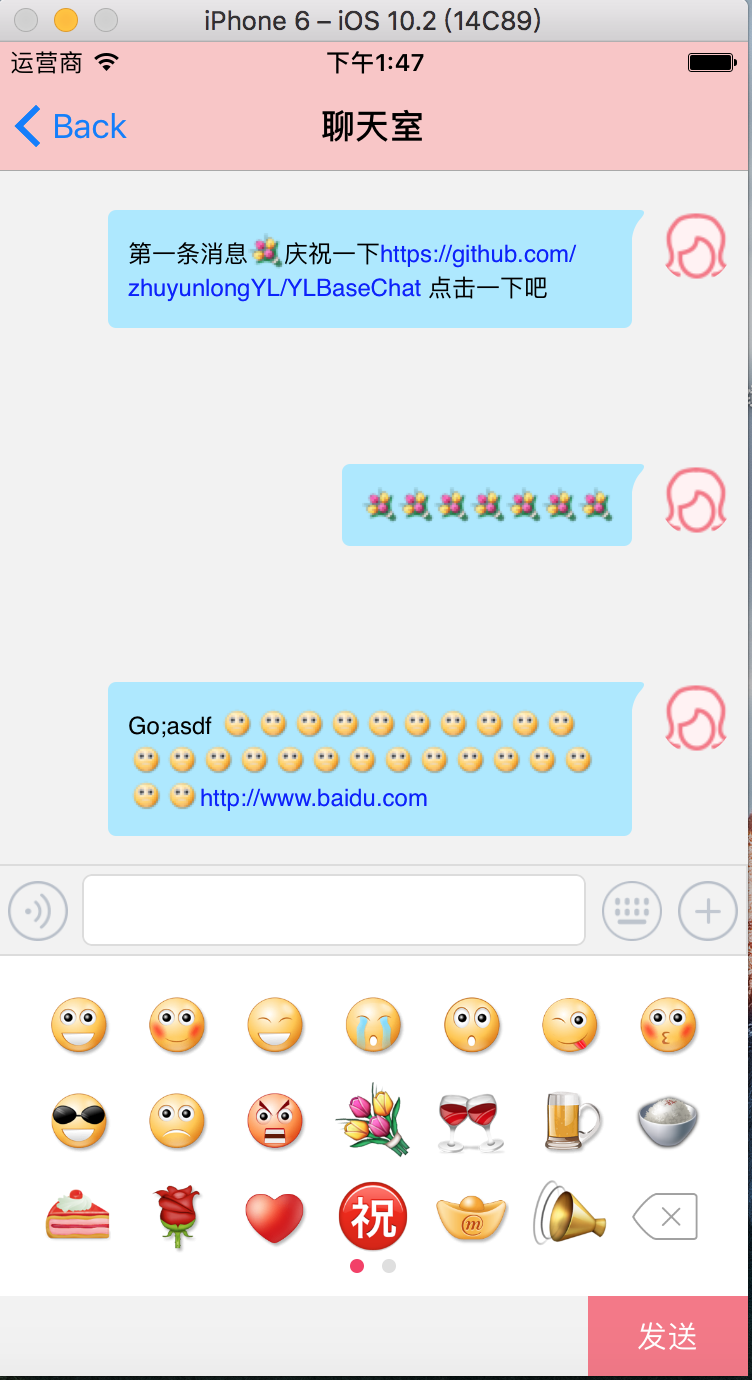 iPhone 6 – iOS 10.2 (14C89)
运营商 下午1:47
Back 聊天室
第一条消息庆祝一下https://github.com/
zhuyunlongYL/YLBaseChat 点击一下吧
Go;asdf
http://www.baidu.com
祝
m
发送